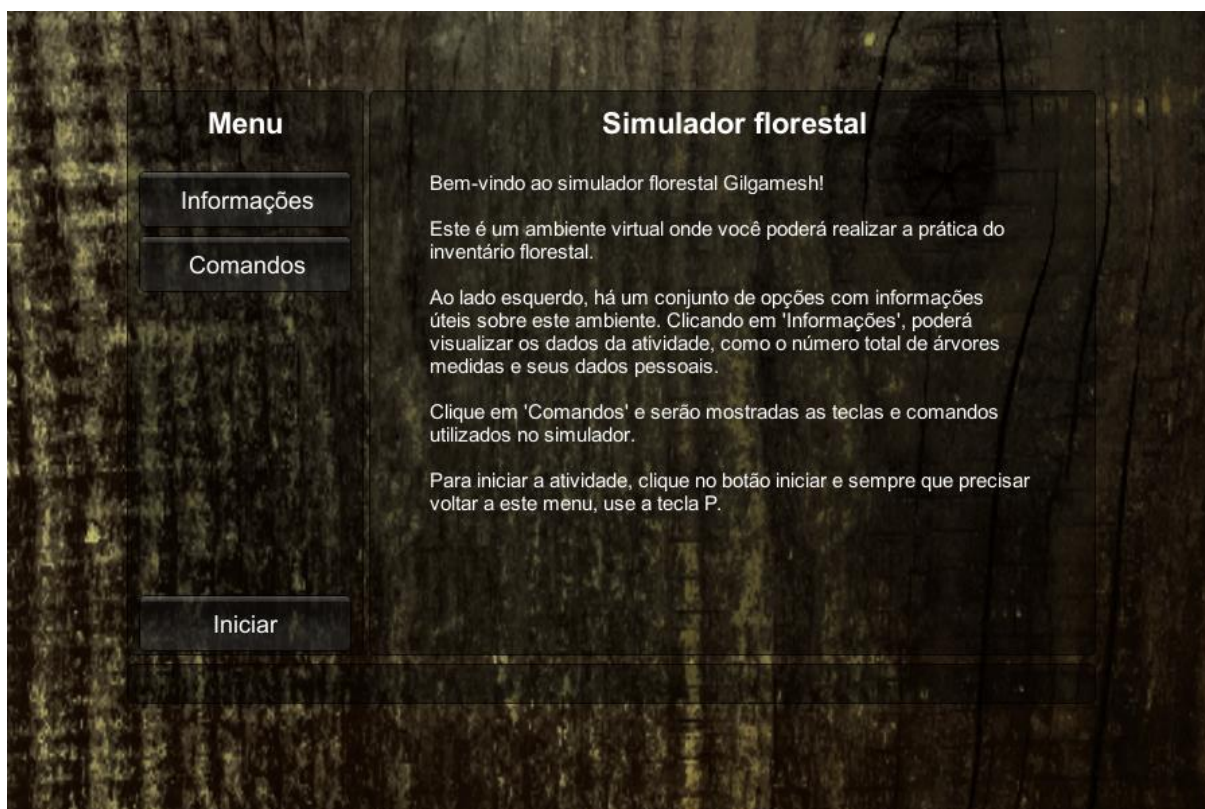 Menu
Informações
Comandos
Iniciar
Simulador florestal
Bem-vindo ao simulador florestal Gilgamesh!
Este é um ambiente virtual onde você poderá realizar a prática do
inventário florestal.
Ao lado esquerdo, há um conjunto de opções com informações
úteis sobre este ambiente. Clicando em 'Informações', poderá
visualizar os dados da atividade, como o número total de árvores
medidas e seus dados pessoais.
Clique em 'Comandos' e serão mostradas as teclas e comandos
utilizados no simulador.
Para iniciar a atividade, clique no botão iniciar e sempre que precisar
voltar a este menu, use a tecla P.